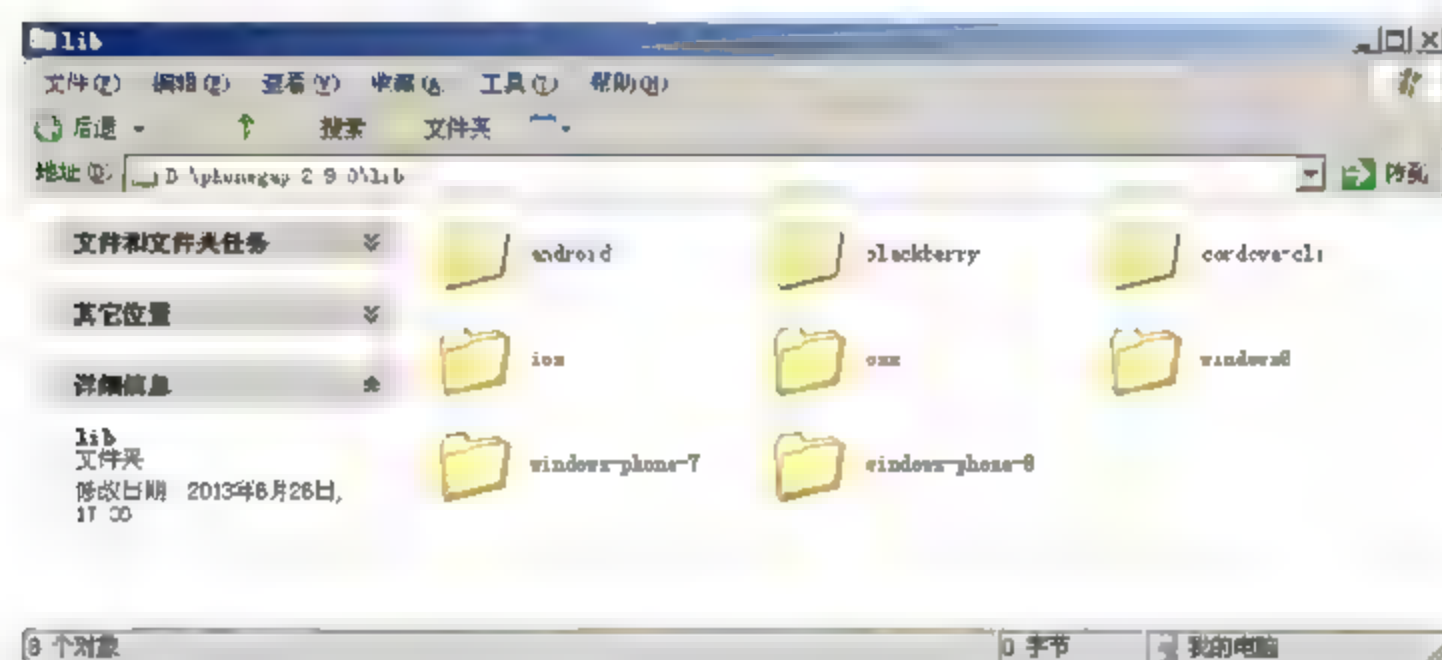 lib
文件(F) 编辑(E) 查看(V) 收藏(A) 工具(T) 帮助(H)
后退 搜索 文件夹
地址(D) D:\phonegap-2.9.0\lib 转到
文件和文件夹任务
android blackberry cordova-cli
其它位置
ios osx windows8
详细信息
lib
文件夹
windows-phone-7 windows-phone-8
修改日期: 2013年6月26日,
8 个对象 0 字节 我的电脑